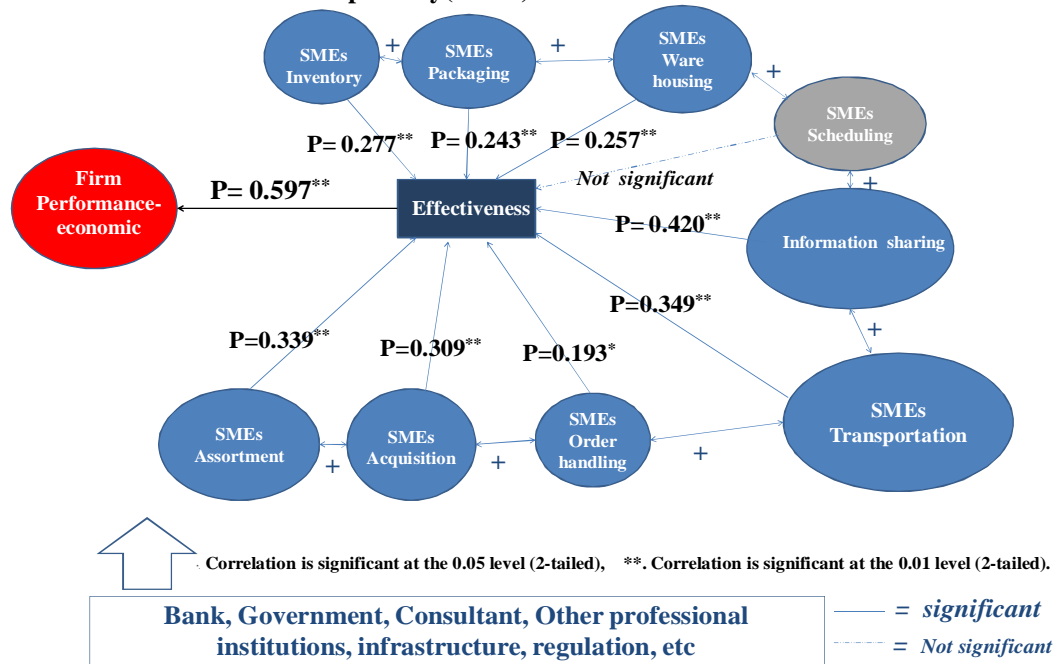 SMEs
Inventory
+
SMEs
Packaging
+
SMEs
Ware
housing
+
SMEs
Scheduling
P= 0.277**
P= 0.243**
P= 0.257**
Not significant
+
Firm
Performance-
economic
P= 0.597**
Effectiveness
P= 0.420**
Information sharing
P=0.349**
+
P=0.339**
P=0.309**
P=0.193*
SMEs
Assortment
+
SMEs
Acquisition
+
SMEs
Order
handling
+
SMEs
Transportation
. Correlation is significant at the 0.05 level (2-tailed), **. Correlation is significant at the 0.01 level (2-tailed).
Bank, Government, Consultant, Other professional
institutions, infrastructure, regulation, etc
= significant
= Not significant